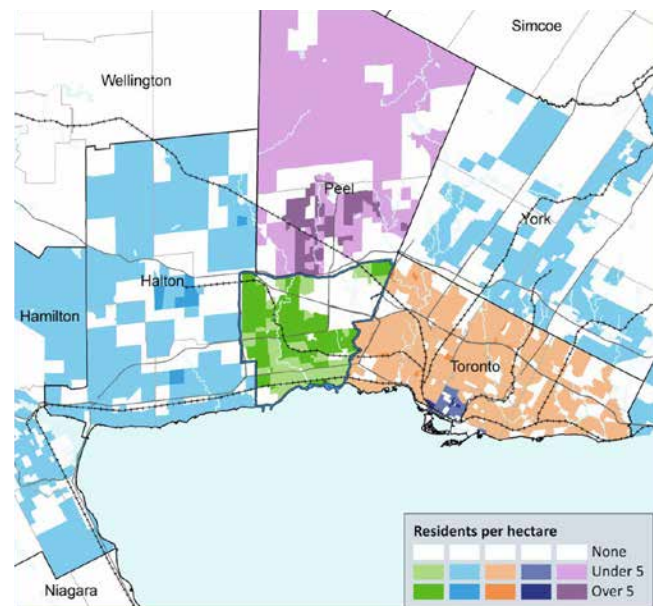 Simcoe
Wellington
Peel
York
Halton
Hamilton
Toronto
Niagara
Residents per hectare
None
Under 5
Over 5